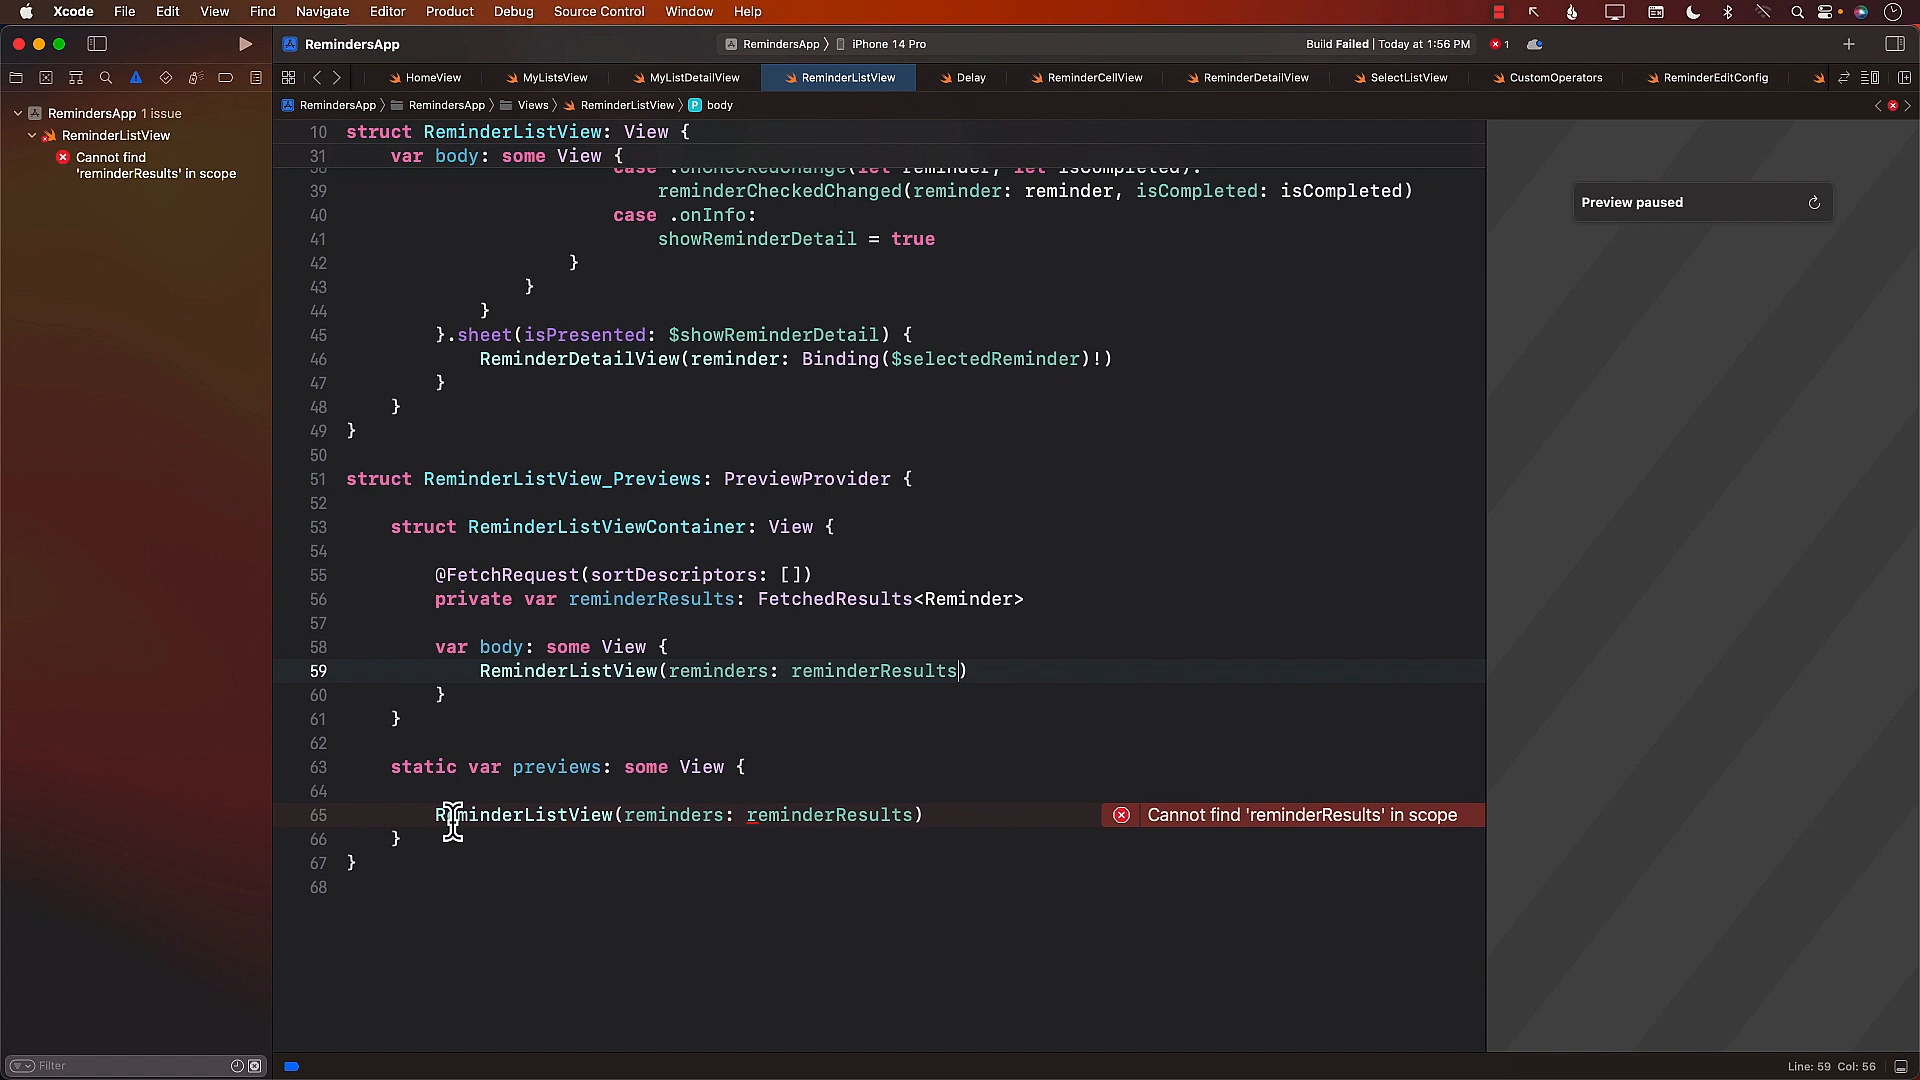 Xcode File Edit View Find Navigate Editor Product Debug Source Control Window Help
RemindersApp RemindersApp iPhone 14 Pro Build Failed | Today at 1:56 PM 1
HomeView MyListsView MyListDetailView ReminderListView Delay ReminderCellView ReminderDetailView SelectListView CustomOperators ReminderEditConfig
RemindersApp RemindersApp Views ReminderListView P body
RemindersApp 1 issue
ReminderListView
Cannot find
'reminderResults' in scope
10 struct ReminderListView: View {
31 var body: some View {
38 case .onCheckedChange(let reminder, let isCompleted):
39 reminderCheckedChanged(reminder: reminder, isCompleted: isCompleted)
40 case .onInfo:
41 showReminderDetail = true
42 }
43 }
44 }
45 }.sheet(isPresented: $showReminderDetail) {
46 ReminderDetailView(reminder: Binding($selectedReminder)!)
47 }
48 }
49 }
50
51 struct ReminderListView_Previews: PreviewProvider {
52
53 struct ReminderListViewContainer: View {
54
55 @FetchRequest(sortDescriptors: [])
56 private var reminderResults: FetchedResults<Reminder>
57
58 var body: some View {
59 ReminderListView(reminders: reminderResults)
60 }
61 }
62
63 static var previews: some View {
64
65 ReminderListView(reminders: reminderResults) Cannot find 'reminderResults' in scope
66 }
67 }
68
Preview paused
Filter
Line: 59 Col: 56